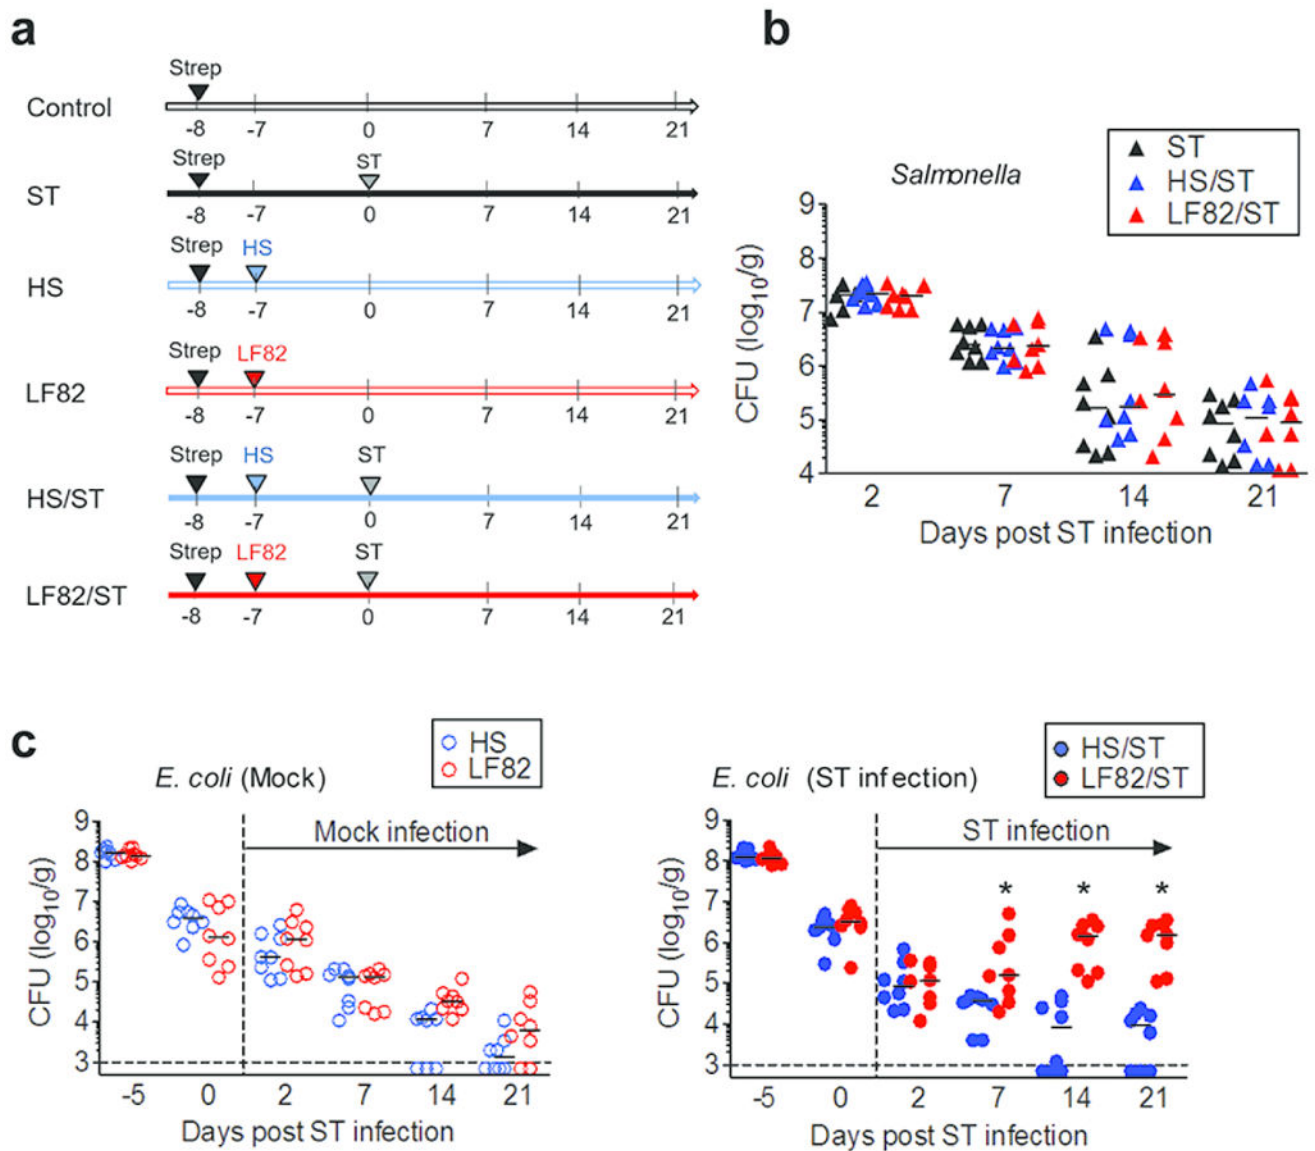 a
Strep
Control
-8 -7 0 7 14 21
Strep ST
ST
-8 -7 0 7 14 21
Strep HS
HS
-8 -7 0 7 14 21
Strep LF82
LF82
-8 -7 0 7 14 21
Strep HS ST
HS/ST
-8 -7 0 7 14 21
Strep LF82 ST
LF82/ST
-8 -7 0 7 14 21
b
ST
HS/ST
LF82/ST
Salmonella
CFU (log10/g)
9
8
7
6
5
4
2 7 14 21
Days post ST infection
c
HS
LF82
E. coli (Mock)
Mock infection
CFU (log10/g)
9
8
7
6
5
4
3
-5 0 2 7 14 21
Days post ST infection
HS/ST
LF82/ST
E. coli (ST infection)
ST infection
* * *
CFU (log10/g)
9
8
7
6
5
4
3
-5 0 2 7 14 21
Days post ST infection